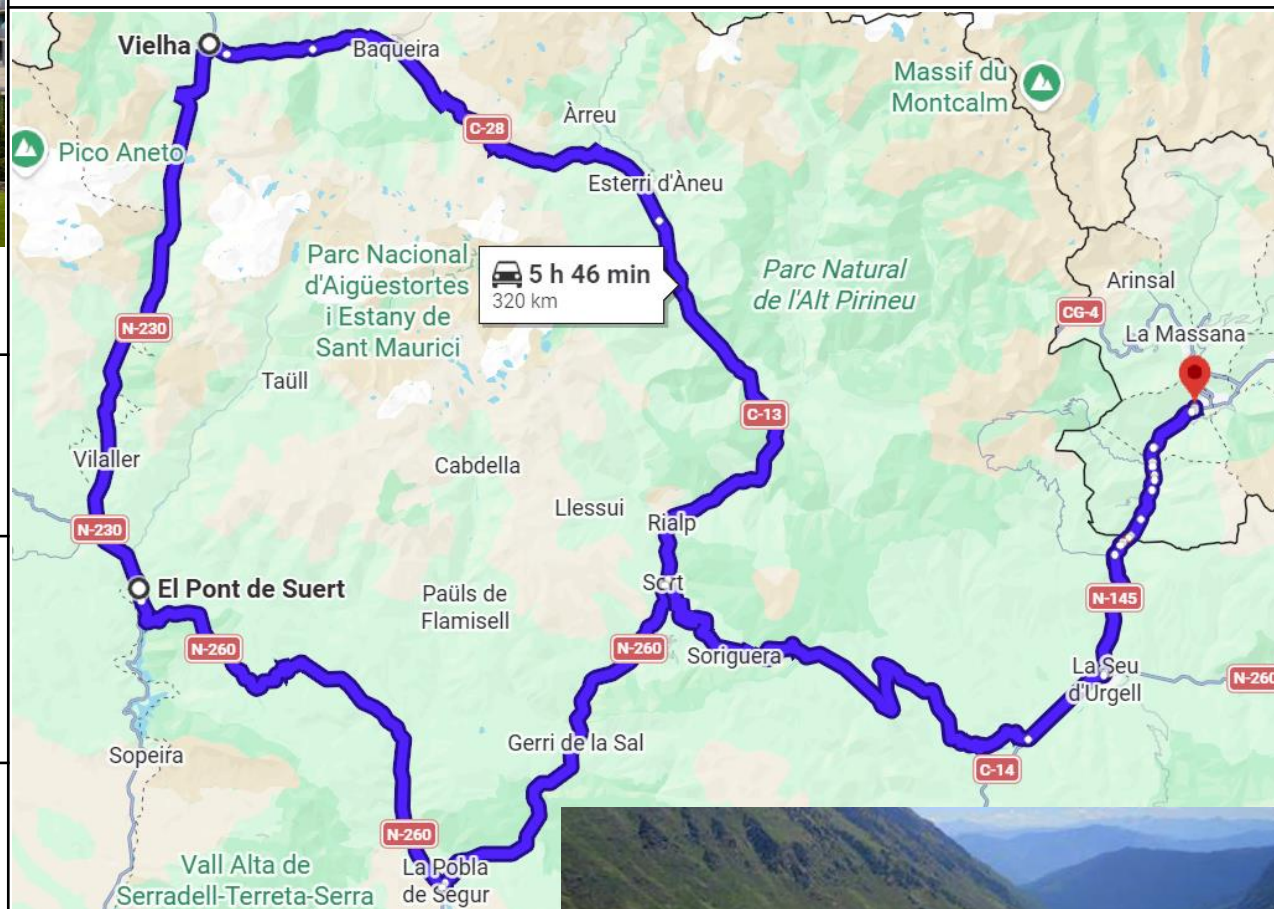 Vielha
Baqueira
Massif du
Montcalm
Àrreu
C-28
Pico Aneto
Esterri d'Àneu
Parc Nacional
d'Aigüestortes
i Estany de
Sant Maurici
5 h 46 min
320 km
Parc Natural
de l'Alt Pirineu
Arinsal
CG-4
La Massana
N-230
Taüll
C-13
Vilaller
Cabdella
Llessui
Rialp
N-230
El Pont de Suert
Paüls de
Flamisell
Sort
N-145
N-260
N-260
Soriguera
La Seu
d'Urgell
N-260
Sopeira
Gerri de la Sal
C-14
N-260
Vall Alta de
Serradell-Terreta-Serra
La Pobla
de Segur